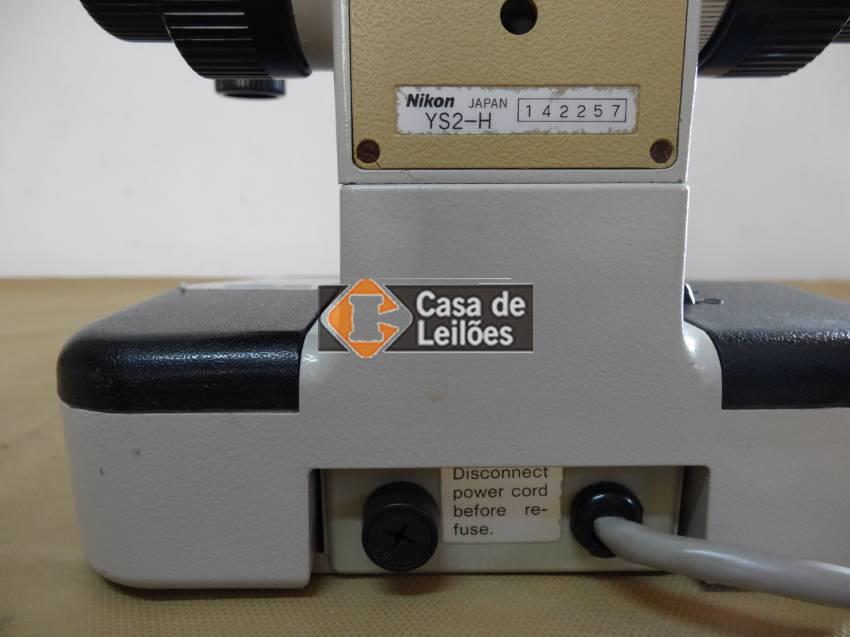 Nikon JAPAN 142257
YS2-H
Casa de
Leilões
Disconnect
power cord
before re-
fuse.